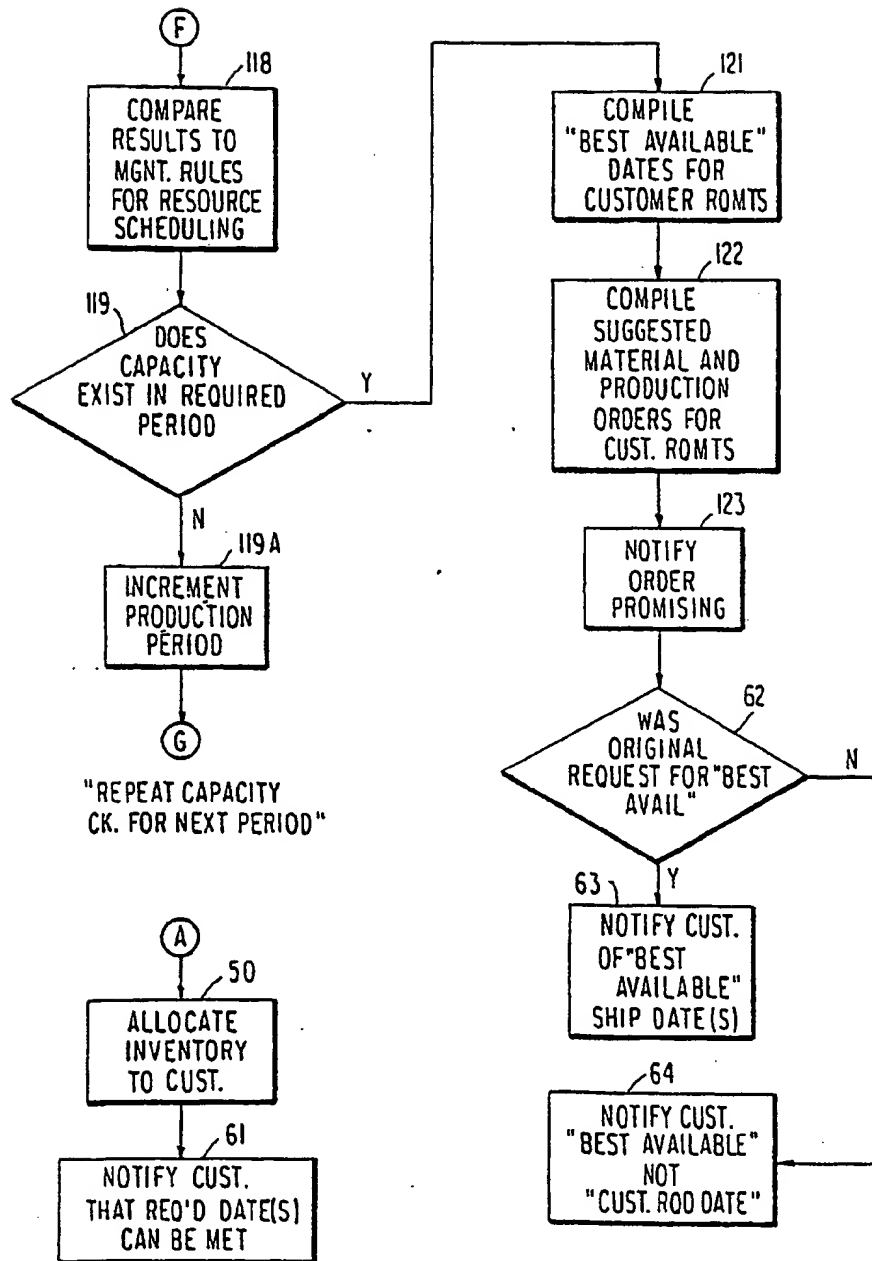 F
118
COMPARE
RESULTS TO
MGNT. RULES
FOR RESOURCE
SCHEDULING
119
DOES
CAPACITY
EXIST IN REQUIRED
PERIOD
Y
N
119A
INCREMENT
PRODUCTION
PERIOD
G
"REPEAT CAPACITY
CK. FOR NEXT PERIOD"
A
50
ALLOCATE
INVENTORY
TO CUST.
61
NOTIFY CUST.
THAT REQ'D DATE(S)
CAN BE MET
121
COMPILE
"BEST AVAILABLE"
DATES FOR
CUSTOMER RQMTS
122
COMPILE
SUGGESTED
MATERIAL AND
PRODUCTION
ORDERS FOR
CUST. RQMTS
123
NOTIFY
ORDER
PROMISING
62
WAS
ORIGINAL
REQUEST FOR "BEST
AVAIL"
N
Y
63
NOTIFY CUST.
OF "BEST
AVAILABLE"
SHIP DATE(S)
64
NOTIFY CUST.
"BEST AVAILABLE"
NOT
"CUST. RQD DATE"